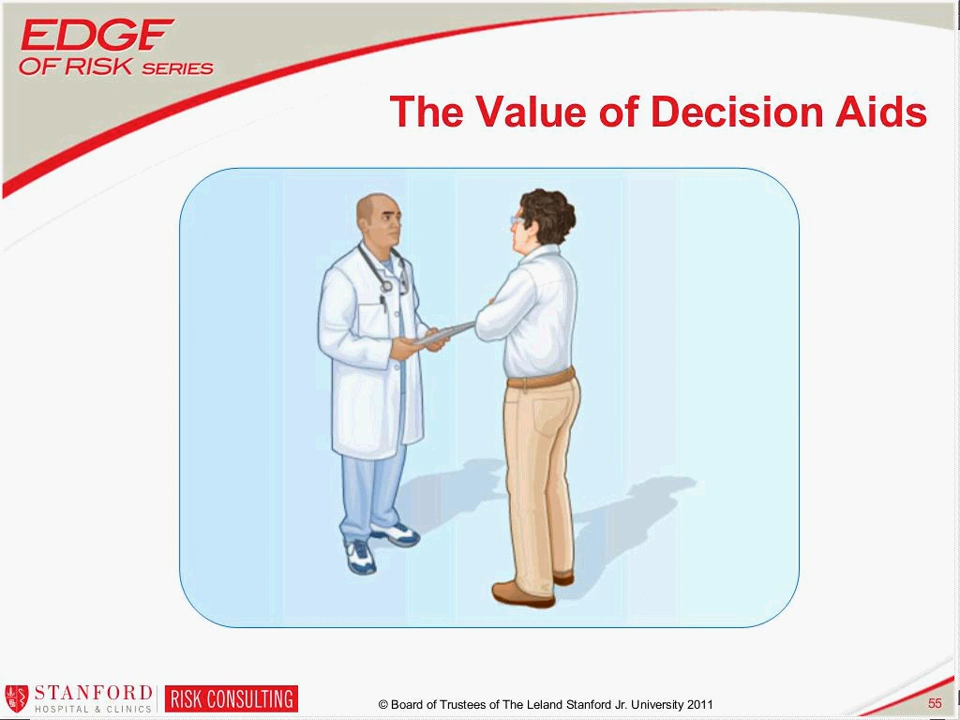 EDGE
OF RISK SERIES
The Value of Decision Aids
STANFORD
HOSPITAL & CLINICS
RISK CONSULTING
© Board of Trustees of The Leland Stanford Jr. University 2011
55